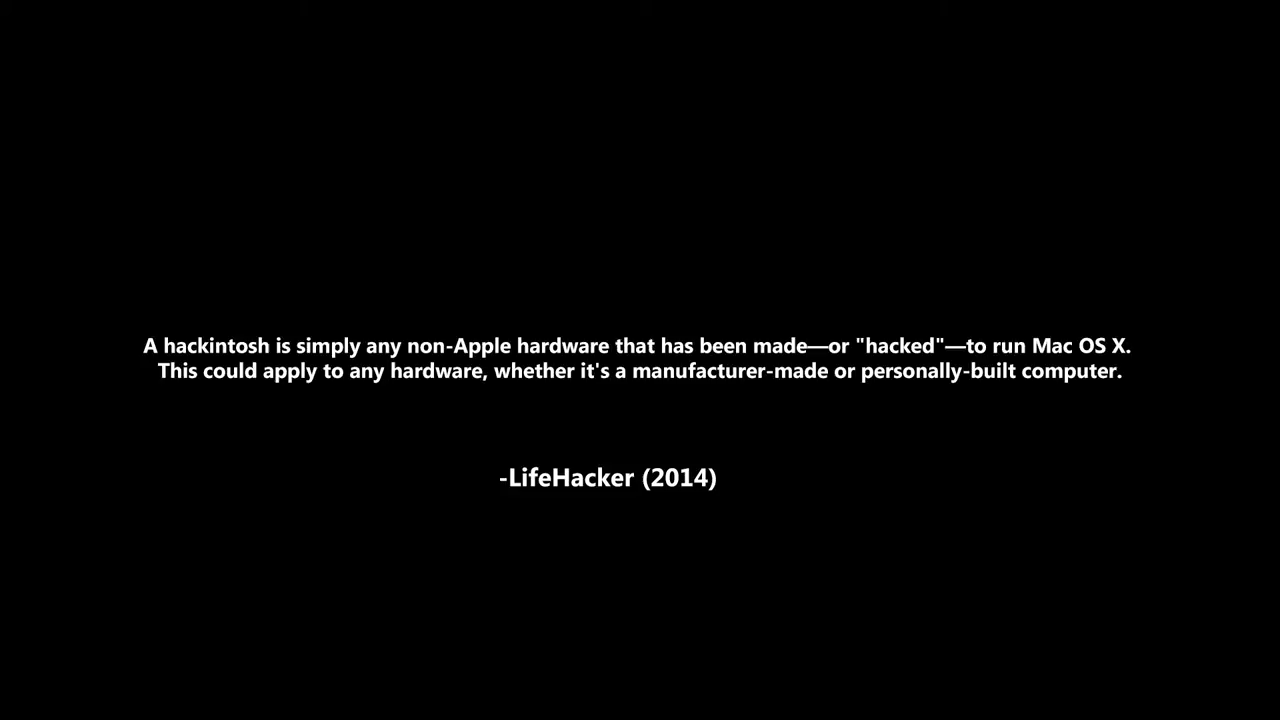 A hackintosh is simply any non-Apple hardware that has been made—or "hacked"—to run Mac OS X.
This could apply to any hardware, whether it's a manufacturer-made or personally-built computer.
-LifeHacker (2014)